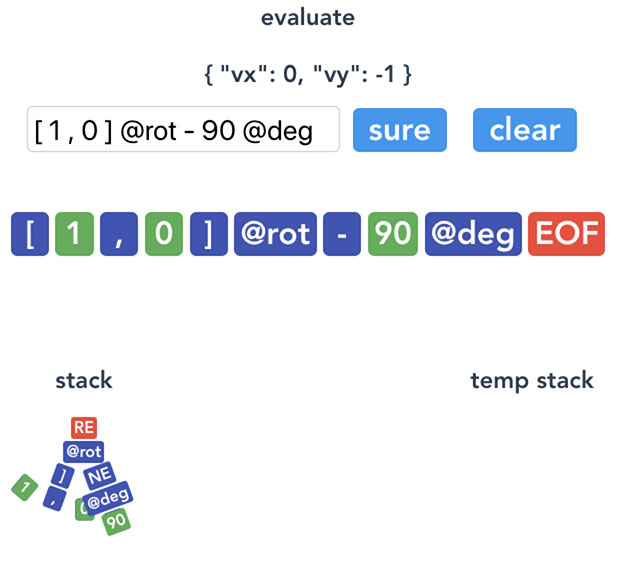 evaluate
{ "vx": 0, "vy": -1 }
[ 1 , 0 ] @rot - 90 @deg sure clear
[ 1 , 0 ] @rot - 90 @deg EOF
stack temp stack
RE
@rot
] NE
1 , 0 @deg
90